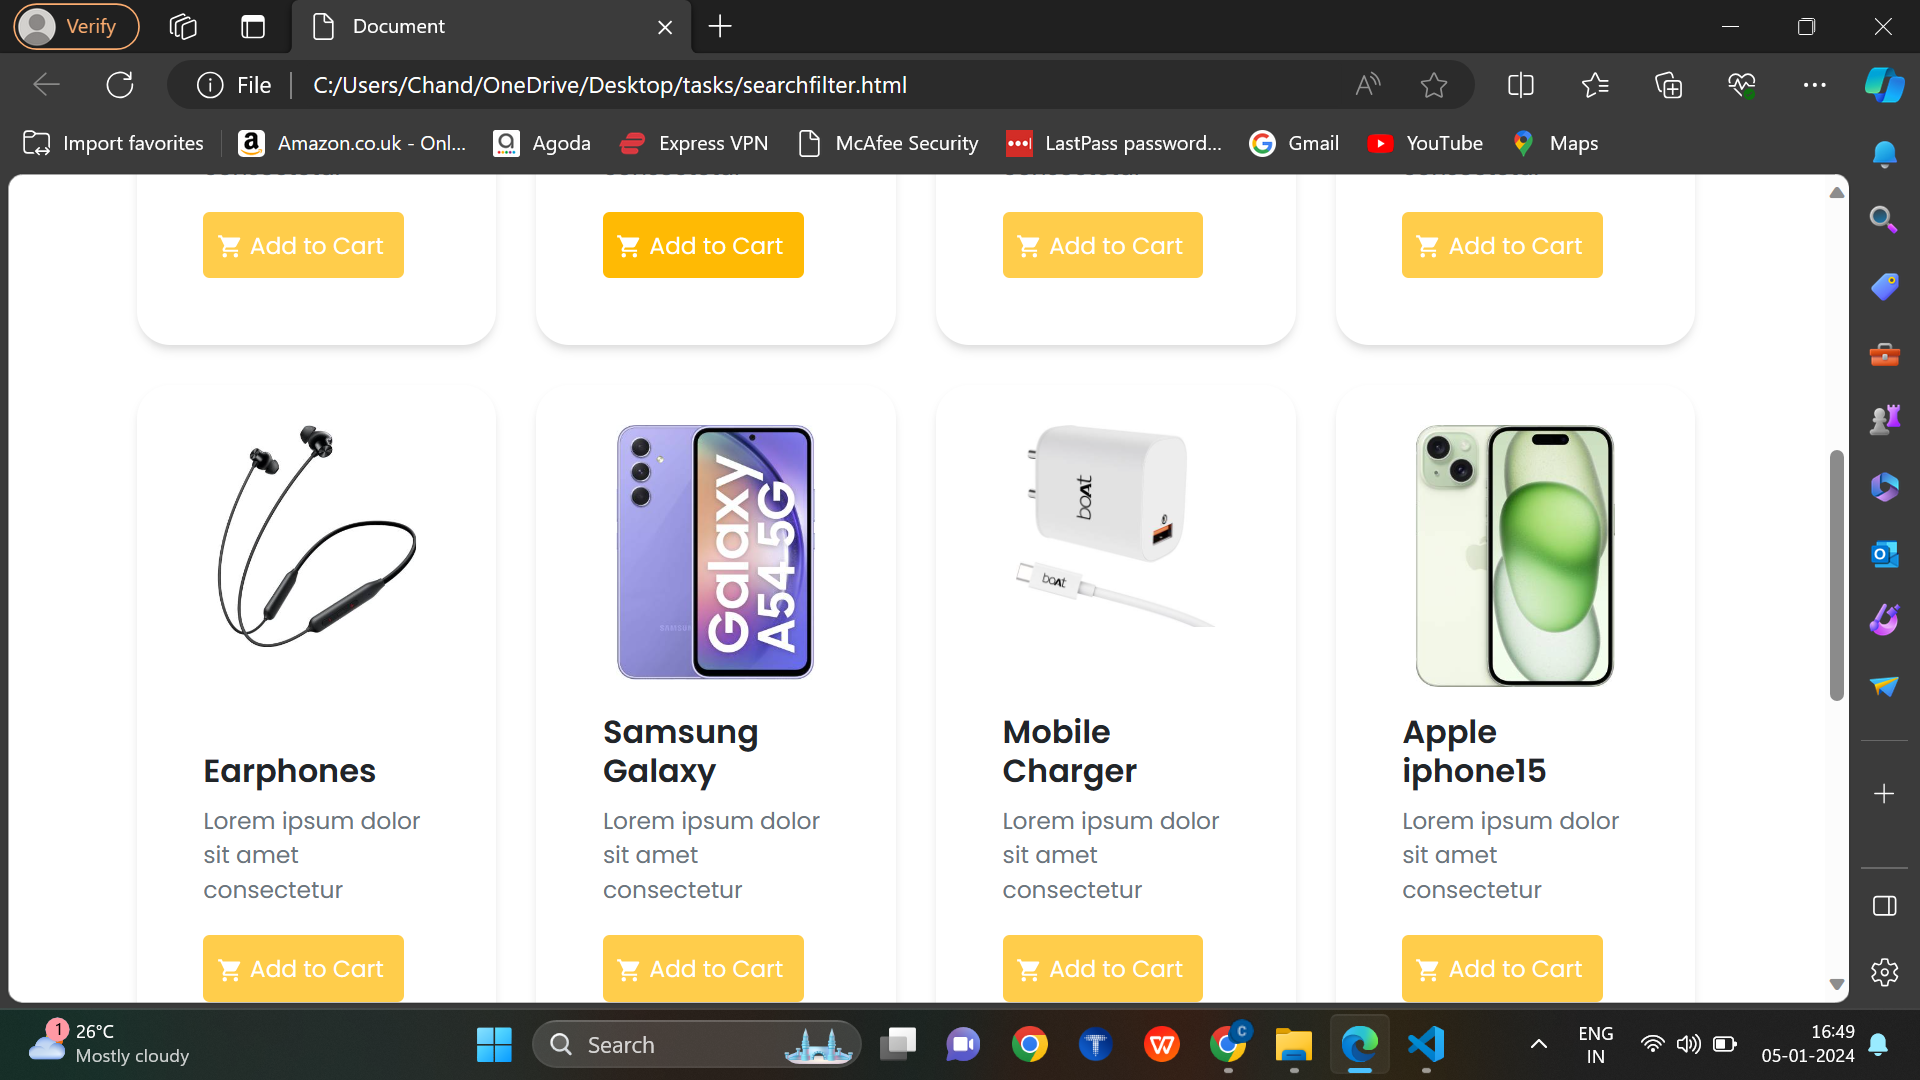 Verify
Document
File
C:/Users/Chand/OneDrive/Desktop/tasks/searchfilter.html
Import favorites
Amazon.co.uk - Onl...
Agoda
Express VPN
McAfee Security
LastPass password...
Gmail
YouTube
Maps
consectetur consectetur consectetur consectetur
Add to Cart Add to Cart Add to Cart Add to Cart
Galaxy
A54 5G
SAMSUNG
boAt
boAt
Earphones
Lorem ipsum dolor
sit amet
consectetur
Add to Cart
Samsung
Galaxy
Lorem ipsum dolor
sit amet
consectetur
Add to Cart
Mobile
Charger
Lorem ipsum dolor
sit amet
consectetur
Add to Cart
Apple
iphone15
Lorem ipsum dolor
sit amet
consectetur
Add to Cart
1
26°C
Mostly cloudy
Search
C
ENG
IN
16:49
05-01-2024